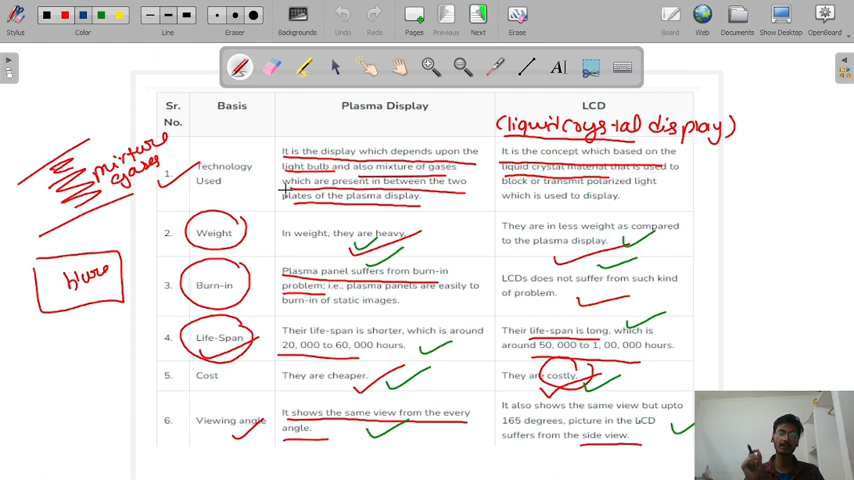 Stylus
Color
Line
Eraser
Backgrounds
Undo
Redo
Pages
Previous
Next
Erase
Board
Web
Documents
Show Desktop
OpenBoard
Sr. No.
Basis
Plasma Display
LCD
(liquid crystal display)
mixture
gases
1.
Technology
Used
It is the display which depends upon the
light bulb and also mixture of gases
which are present in between the two
plates of the plasma display.
It is the concept which based on the
liquid crystal material that is used to
block or transmit polarized light
which is used to display.
2.
Weight
In weight, they are heavy.
They are in less weight as compared
to the plasma display.
3.
Burn-in
Plasma panel suffers from burn-in
problem; i.e., plasma panels are easily to
burn-in of static images.
LCDs does not suffer from such kind
of problem.
4.
Life-Span
Their life-span is shorter, which is around
20, 000 to 60, 000 hours.
Their life-span is long, which is
around 50, 000 to 1, 00, 000 hours.
5.
Cost
They are cheaper.
They are costly.
6.
Viewing angle
It shows the same view from the every
angle.
It also shows the same view but upto
165 degrees, picture in the LCD
suffers from the side view.